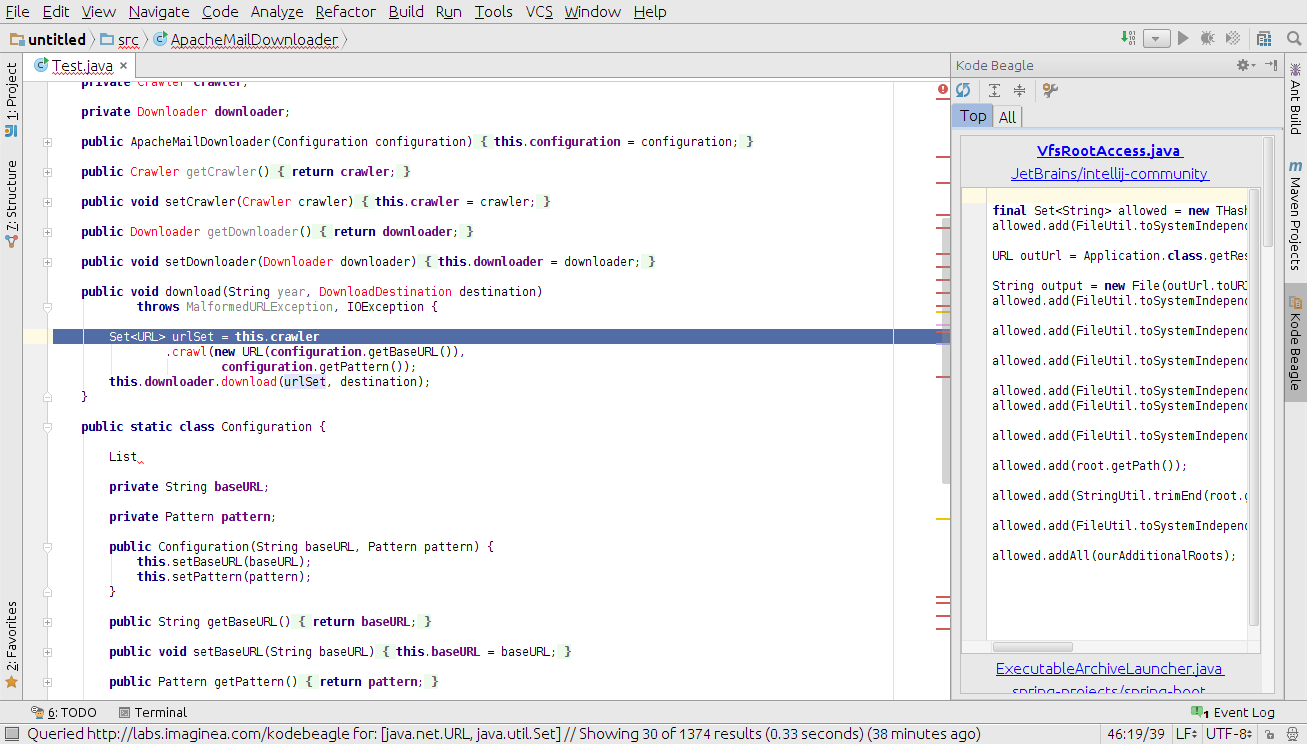 File Edit View Navigate Code Analyze Refactor Build Run Tools VCS Window Help
untitled src ApacheMailDownloader
Test.java
1: Project
7: Structure
2: Favorites
private Crawler crawler;
private Downloader downloader;
public ApacheMailDownloader(Configuration configuration) { this.configuration = configuration; }
public Crawler getCrawler() { return crawler; }
public void setCrawler(Crawler crawler) { this.crawler = crawler; }
public Downloader getDownloader() { return downloader; }
public void setDownloader(Downloader downloader) { this.downloader = downloader; }
public void download(String year, DownloadDestination destination)
throws MalformedURLException, IOException {
Set<URL> urlSet = this.crawler
.crawl(new URL(configuration.getBaseURL()),
configuration.getPattern());
this.downloader.download(urlSet, destination);
}
public static class Configuration {
List
private String baseURL;
private Pattern pattern;
public Configuration(String baseURL, Pattern pattern) {
this.setBaseURL(baseURL);
this.setPattern(pattern);
}
public String getBaseURL() { return baseURL; }
public void setBaseURL(String baseURL) { this.baseURL = baseURL; }
public Pattern getPattern() { return pattern; }
Kode Beagle
Top All
VfsRootAccess.java
JetBrains/intellij-community
final Set<String> allowed = new THash
allowed.add(FileUtil.toSystemIndepend
URL outUrl = Application.class.getRes
String output = new File(outUrl.toURI
allowed.add(FileUtil.toSystemIndepend
allowed.add(FileUtil.toSystemIndepend
allowed.add(FileUtil.toSystemIndepend
allowed.add(FileUtil.toSystemIndepend
allowed.add(FileUtil.toSystemIndepend
allowed.add(FileUtil.toSystemIndepend
allowed.add(root.getPath());
allowed.add(StringUtil.trimEnd(root.g
allowed.add(FileUtil.toSystemIndepend
allowed.addAll(ourAdditionalRoots);
ExecutableArchiveLauncher.java
spring-projects/spring-boot
Ant Build
m Maven Projects
Kode Beagle
6: TODO Terminal 1 Event Log
Queried http://labs.imaginea.com/kodebeagle for: [java.net.URL, java.util.Set] // Showing 30 of 1374 results (0.33 seconds) (38 minutes ago) 46:19/39 LF UTF-8